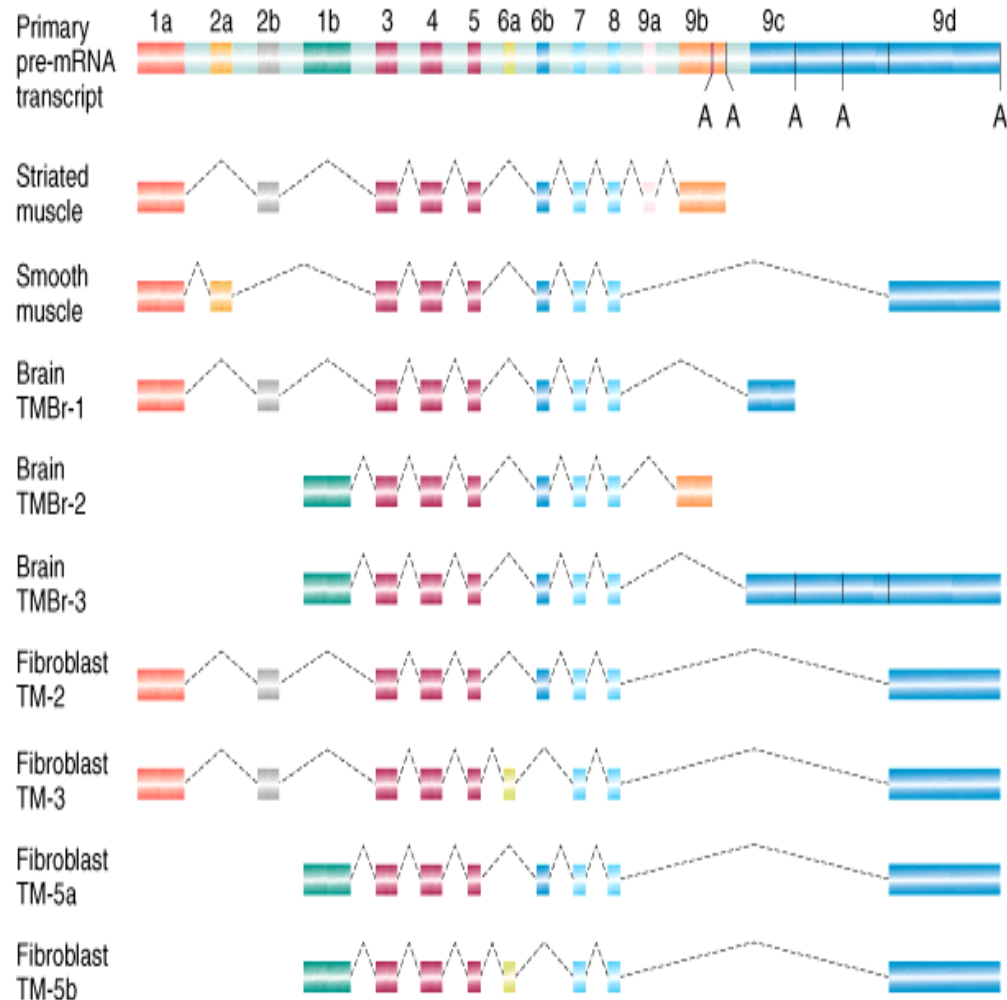 Primary
pre-mRNA
transcript
1a 2a 2b 1b 3 4 5 6a 6b 7 8 9a 9b 9c 9d
A A A A A
Striated
muscle
Smooth
muscle
Brain
TMBr-1
Brain
TMBr-2
Brain
TMBr-3
Fibroblast
TM-2
Fibroblast
TM-3
Fibroblast
TM-5a
Fibroblast
TM-5b